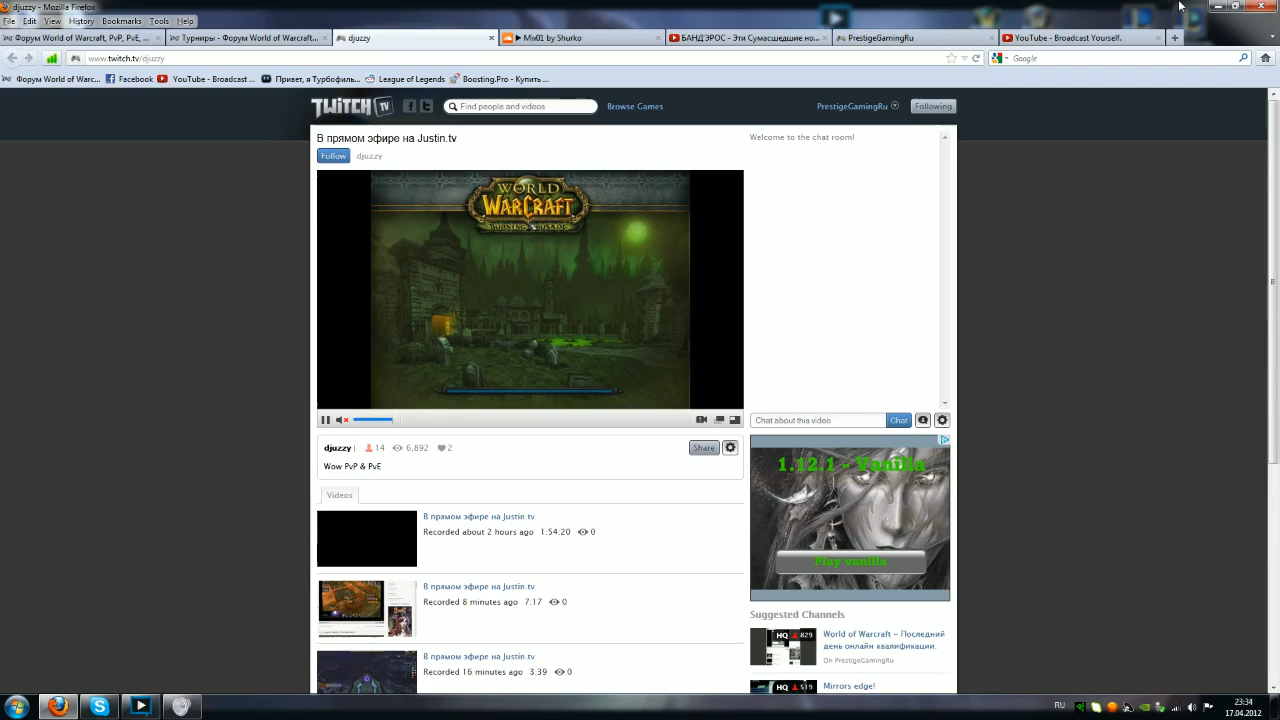 djuzzy - Mozilla Firefox
File Edit View History Bookmarks Tools Help
Форум World of Warcraft, PvP, PvE, ...
Турниры - Форум World of Warcraft...
djuzzy
▶ Mix01 by Shurko
БАНД'ЭРОС - Эти Сумасшедшие но...
PrestigeGamingRu
YouTube - Broadcast Yourself.
www.twitch.tv/djuzzy
Google
Форум World of Warc...
Facebook
YouTube - Broadcast ...
Привет, я Турбофиль...
League of Legends
Boosting.Pro - Купить ...
TWITCH TV
Find people and videos
Browse Games
PrestigeGamingRu
Following
В прямом эфире на Justin.tv
Follow djuzzy
Welcome to the chat room!
WORLD
WARCRAFT
BURNING CRUSADE
Chat about this video
Chat
djuzzy | 14 6,892 2
Share
Wow PvP & PvE
Videos
В прямом эфире на Justin.tv
Recorded about 2 hours ago 1:54:20 0
В прямом эфире на Justin.tv
Recorded 8 minutes ago 7:17 0
В прямом эфире на Justin.tv
Recorded 16 minutes ago 3:39 0
1.12.1 - Vanilla
Play vanilla
Suggested Channels
HQ 829
World of Warcraft - Последний
день онлайн квалификации.
On PrestigeGamingRu
HQ 519
Mirrors edge!
RU
23:34
17.04.2012